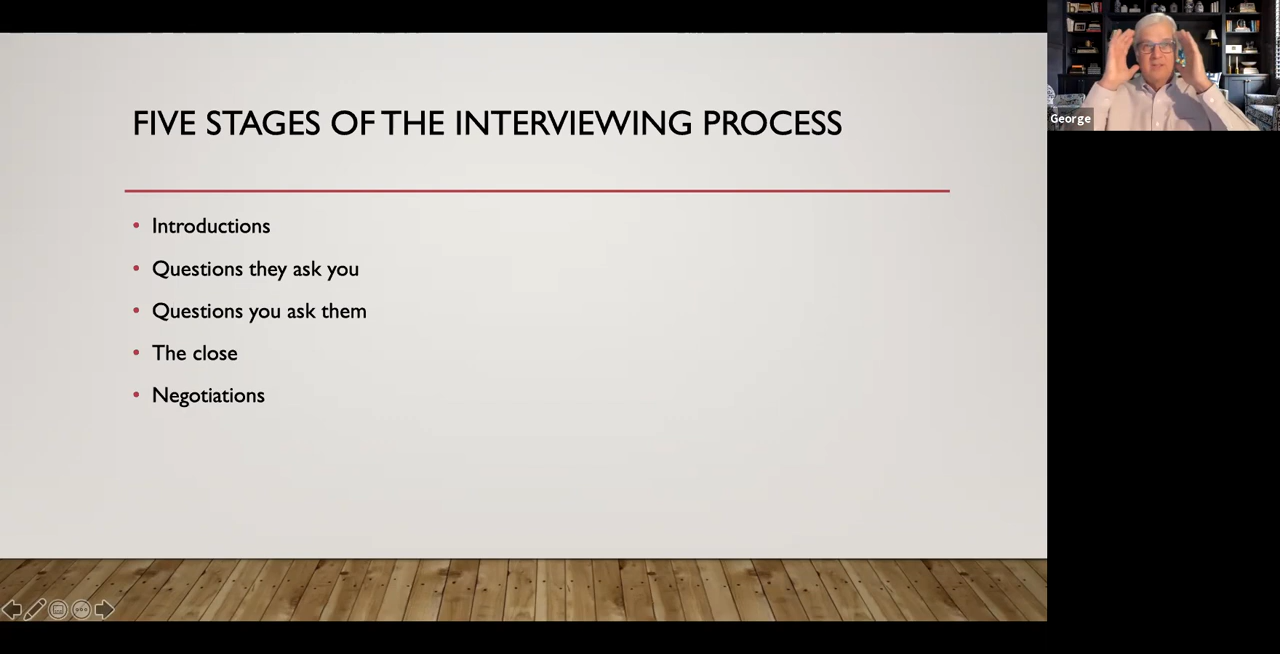 FIVE STAGES OF THE INTERVIEWING PROCESS
Introductions
Questions they ask you
Questions you ask them
The close
Negotiations
George